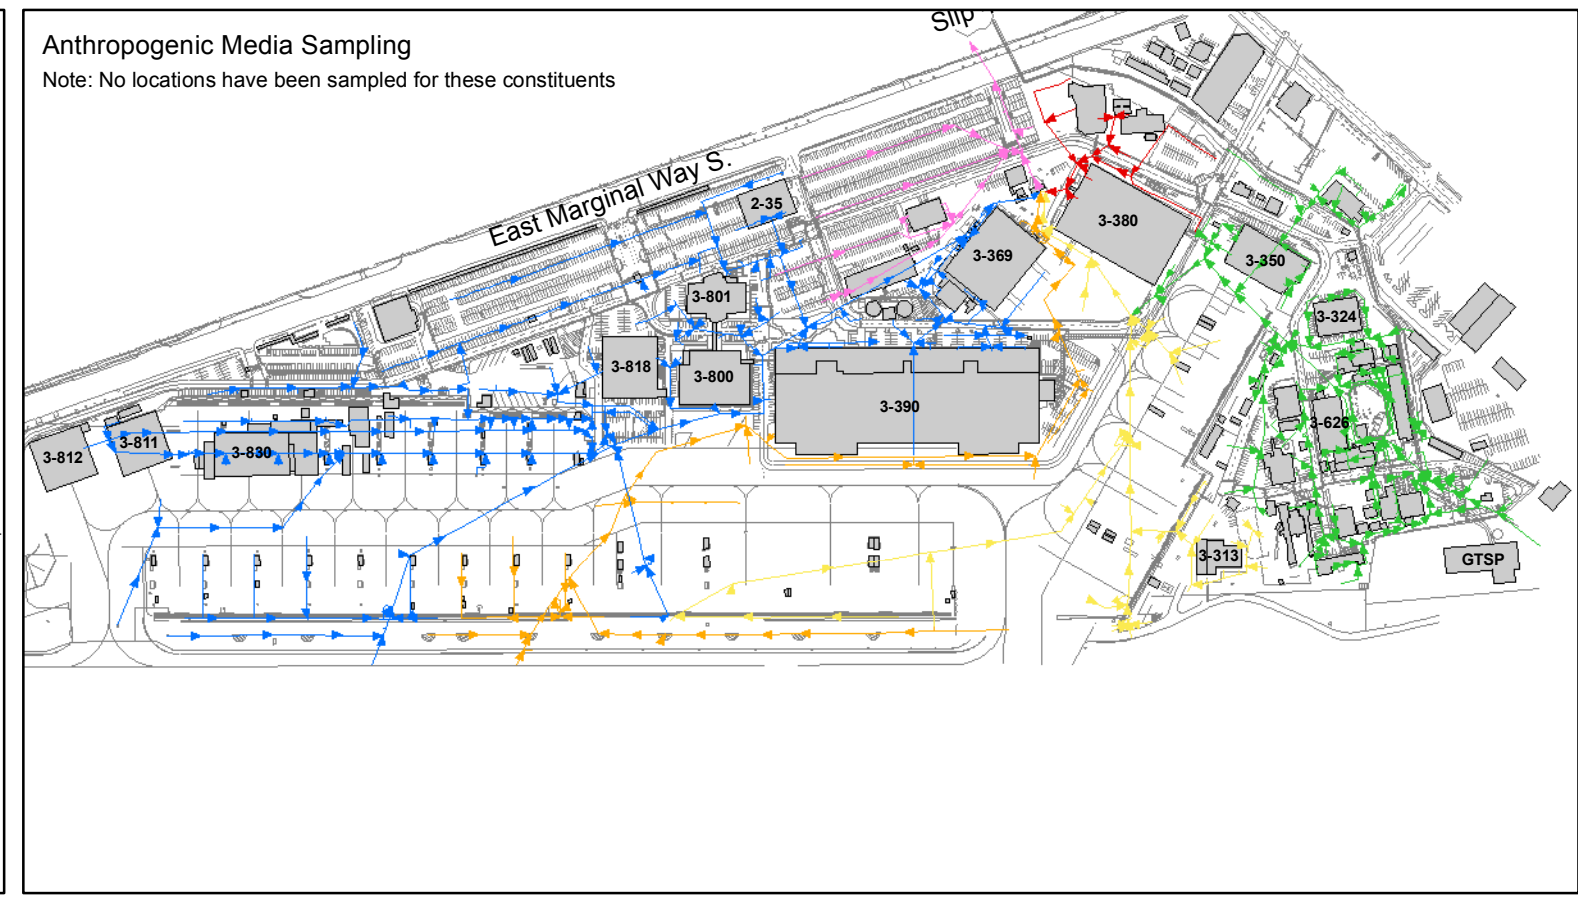 Anthropogenic Media Sampling
Note: No locations have been sampled for these constituents
Slip
East Marginal Way S.
2-35
3-380
3-369
3-350
3-801
3-324
3-818
3-800
3-390
3-626
3-811
3-812
3-830
3-313
GTSP